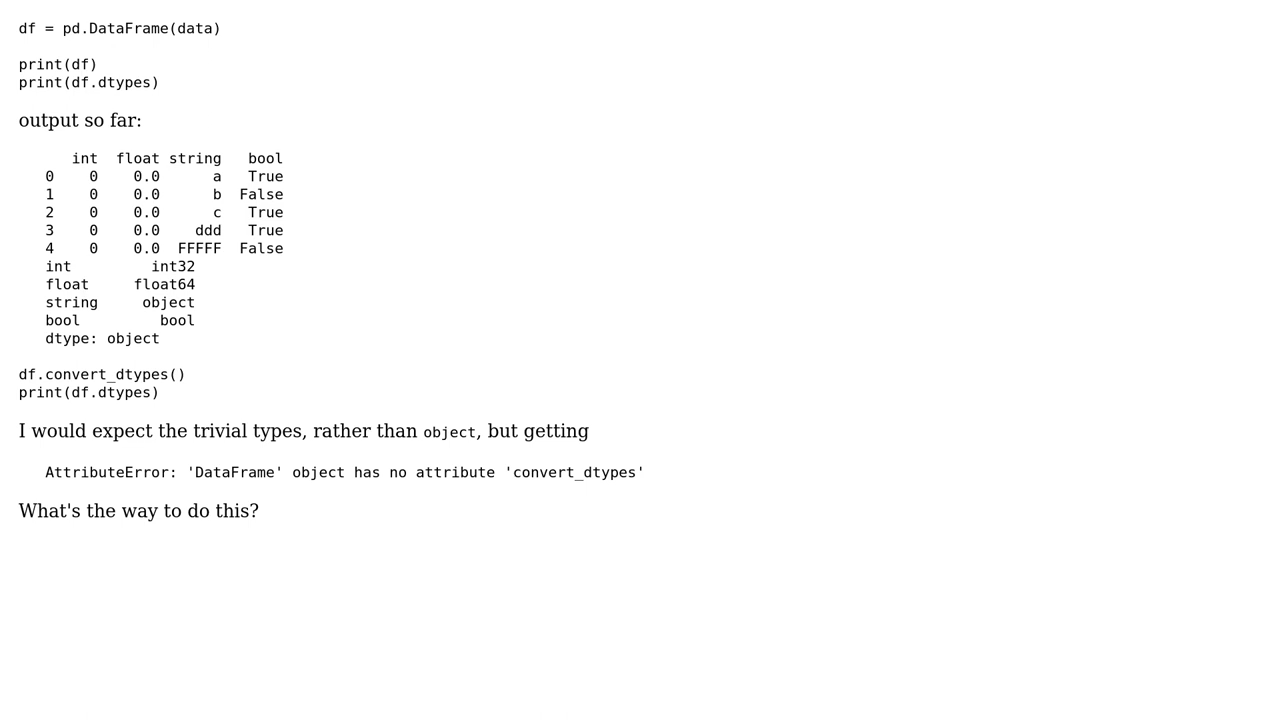 df = pd.DataFrame(data)

print(df)
print(df.dtypes)
output so far:
      int  float string   bool
   0    0    0.0      a   True
   1    0    0.0      b  False
   2    0    0.0      c   True
   3    0    0.0    ddd   True
   4    0    0.0  FFFFF  False
   int         int32
   float     float64
   string     object
   bool         bool
   dtype: object

df.convert_dtypes()
print(df.dtypes)
I would expect the trivial types, rather than object, but getting
   AttributeError: 'DataFrame' object has no attribute 'convert_dtypes'
What's the way to do this?